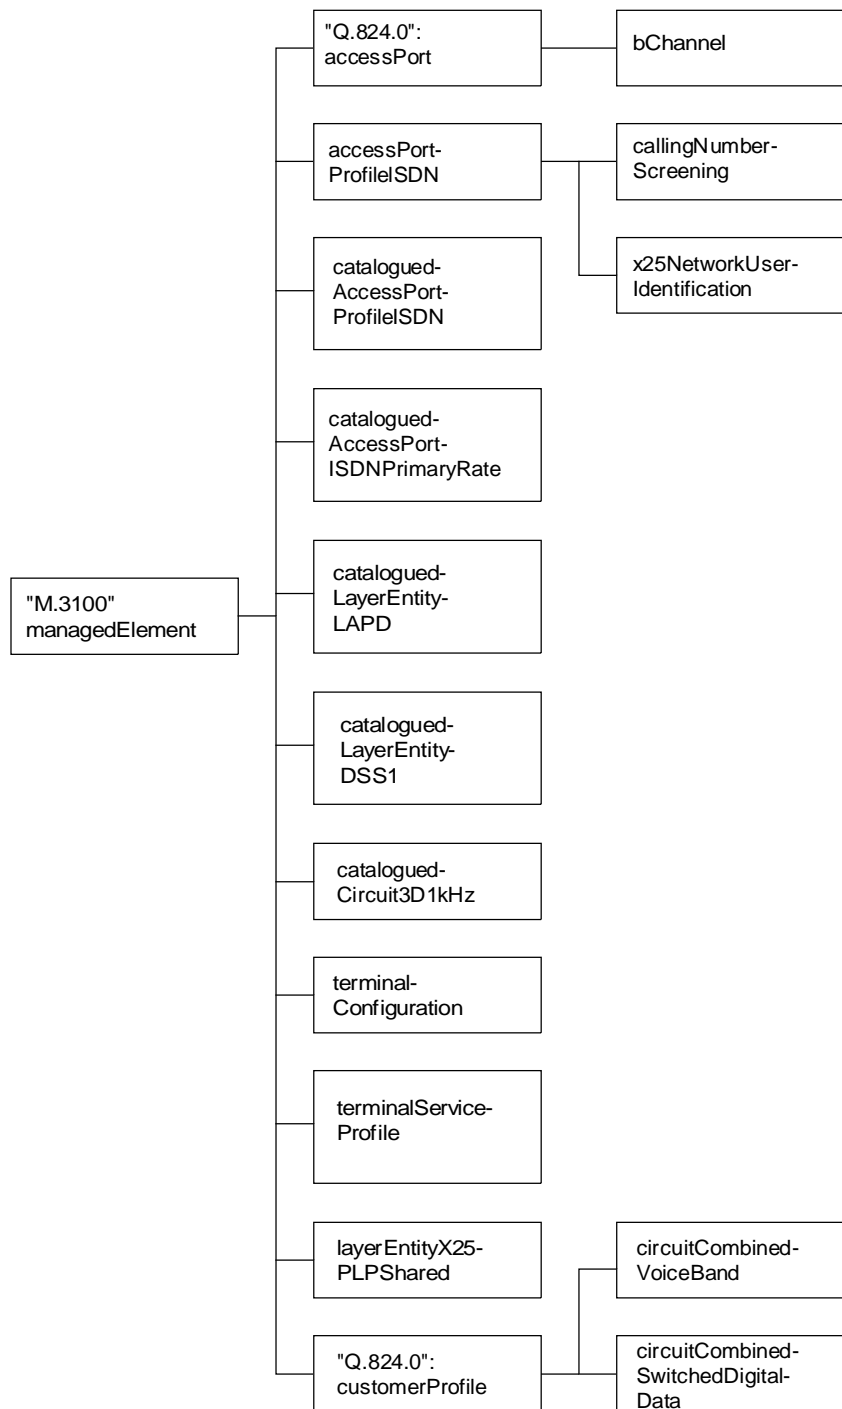 "Q.824.0":
accessPort
bChannel
accessPort-
ProfileISDN
callingNumber-
Screening
x25NetworkUser-
Identification
catalogued-
AccessPort-
ProfileISDN
catalogued-
AccessPort-
ISDNPrimaryRate
"M.3100"
managedElement
catalogued-
LayerEntity-
LAPD
catalogued-
LayerEntity-
DSS1
catalogued-
Circuit3D1kHz
terminal-
Configuration
terminalService-
Profile
layerEntityX25-
PLPShared
circuitCombined-
VoiceBand
"Q.824.0":
customerProfile
circuitCombined-
SwitchedDigital-
Data